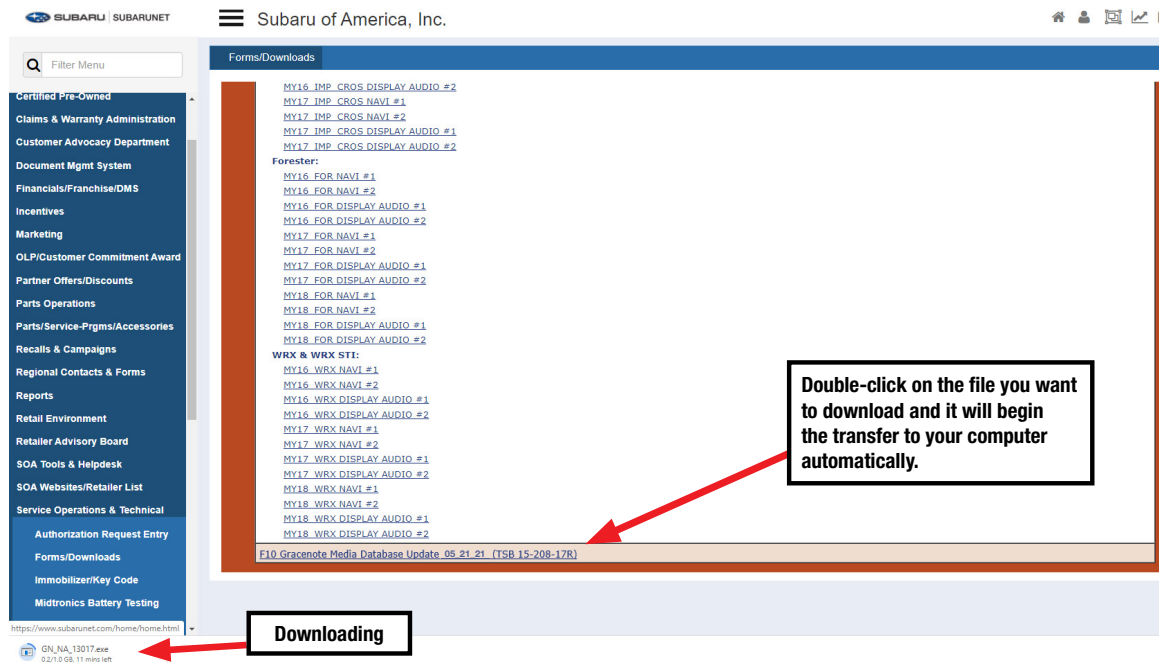 SUBARU SUBARUNET
Subaru of America, Inc.
Filter Menu
Forms/Downloads
Certified Pre-Owned
Claims & Warranty Administration
Customer Advocacy Department
Document Mgmt System
Financials/Franchise/DMS
Incentives
Marketing
OLP/Customer Commitment Award
Partner Offers/Discounts
Parts Operations
Parts/Service-Prgms/Accessories
Recalls & Campaigns
Regional Contacts & Forms
Reports
Retail Environment
Retailer Advisory Board
SOA Tools & Helpdesk
SOA Websites/Retailer List
Service Operations & Technical
Authorization Request Entry
Forms/Downloads
Immobilizer/Key Code
Midtronics Battery Testing
MY16 IMP CROS DISPLAY AUDIO #2
MY17 IMP CROS NAVI #1
MY17 IMP CROS NAVI #2
MY17 IMP CROS DISPLAY AUDIO #1
MY17 IMP CROS DISPLAY AUDIO #2
Forester:
MY16 FOR NAVI #1
MY16 FOR NAVI #2
MY16 FOR DISPLAY AUDIO #1
MY16 FOR DISPLAY AUDIO #2
MY17 FOR NAVI #1
MY17 FOR NAVI #2
MY17 FOR DISPLAY AUDIO #1
MY17 FOR DISPLAY AUDIO #2
MY18 FOR NAVI #1
MY18 FOR NAVI #2
MY18 FOR DISPLAY AUDIO #1
MY18 FOR DISPLAY AUDIO #2
WRX & WRX STI:
MY16 WRX NAVI #1
MY16 WRX NAVI #2
MY16 WRX DISPLAY AUDIO #1
MY16 WRX DISPLAY AUDIO #2
MY17 WRX NAVI #1
MY17 WRX NAVI #2
MY17 WRX DISPLAY AUDIO #1
MY17 WRX DISPLAY AUDIO #2
MY18 WRX NAVI #1
MY18 WRX NAVI #2
MY18 WRX DISPLAY AUDIO #1
MY18 WRX DISPLAY AUDIO #2
F10 Gracenote Media Database Update 05 21 21 (TSB 15-208-17R)
Double-click on the file you want
to download and it will begin
the transfer to your computer
automatically.
https://www.subarunet.com/home/home.html
Downloading
GN_NA_13017.exe
0.2/1.0 GB, 11 mins left